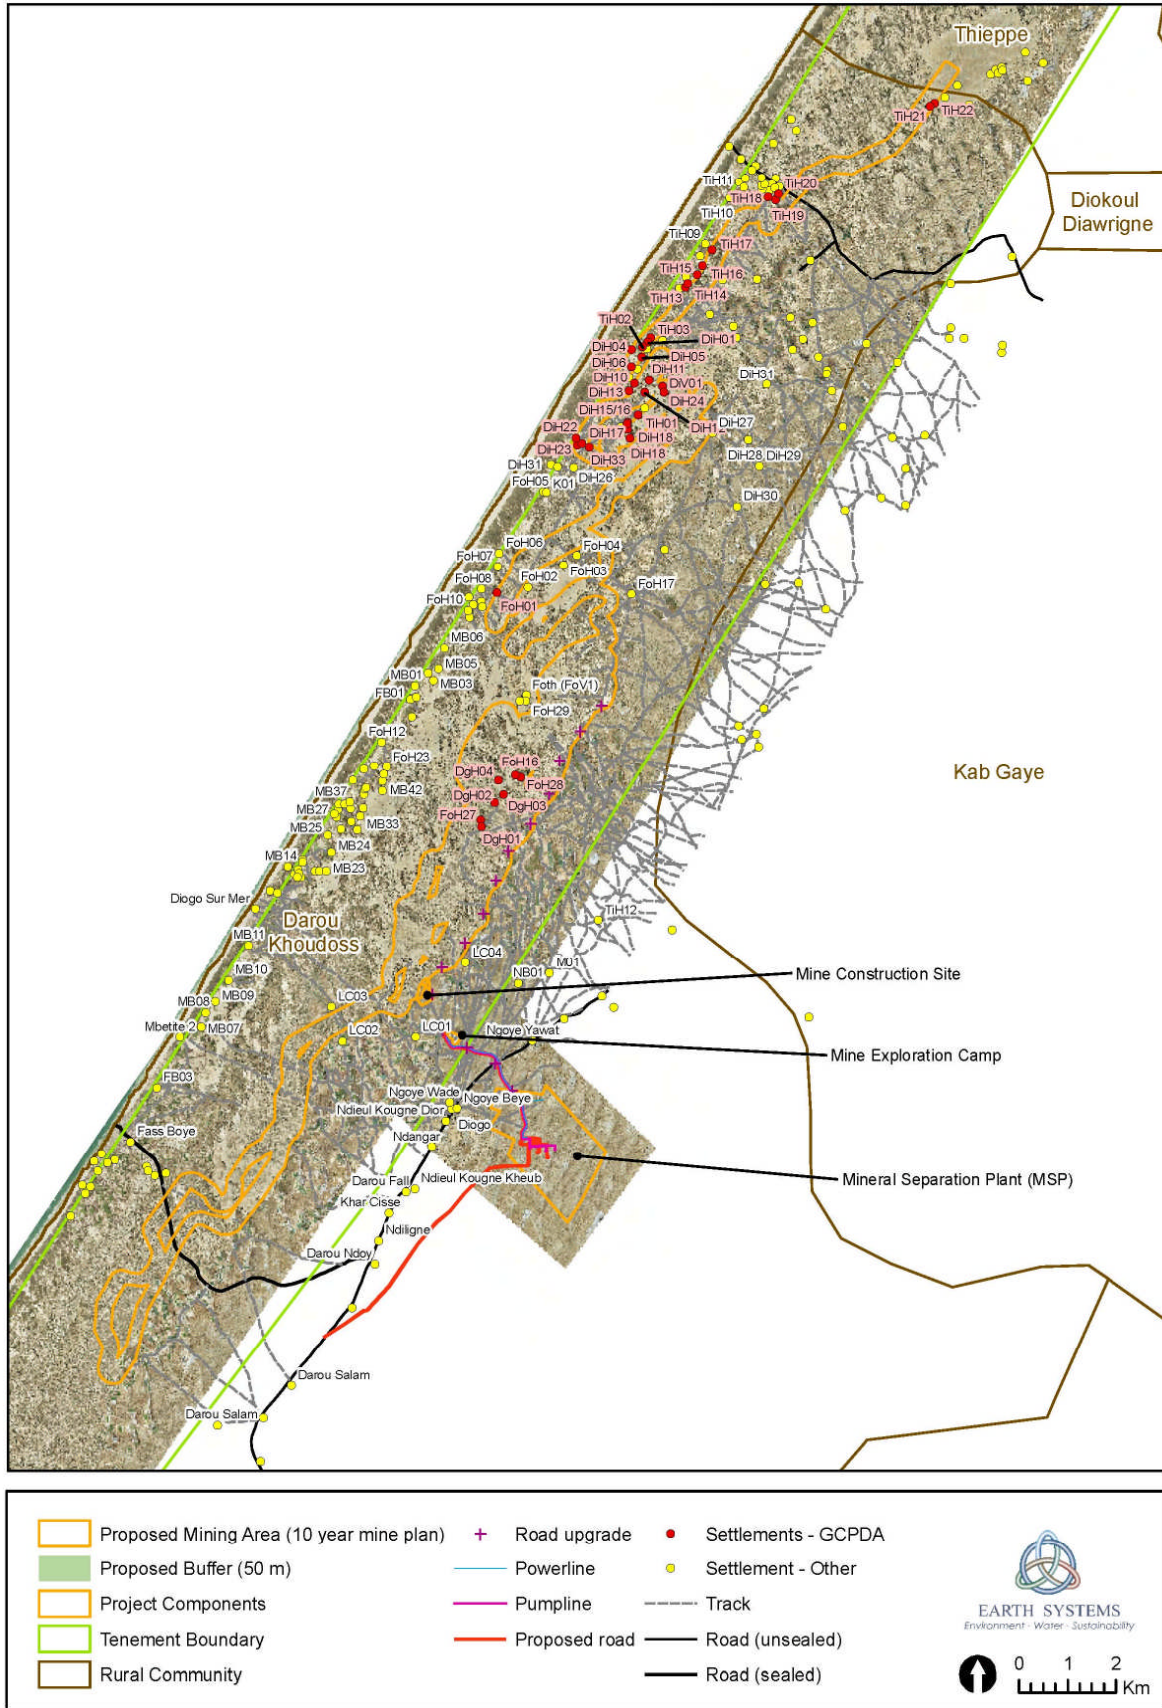 Thieppe
TiH21
TiH22
Diokoul
Diawrigne
TiH11
TiH20
TiH18
TiH10
TiH19
TiH09
TiH17
TiH15
TiH16
TiH13
TiH14
TiH02
TiH03
DiH01
DiH04
DiH05
DiH06
DiH11
DiH10
DiV01
DiH31
DiH13
DiH24
DiH15/16
TiH01
DiH12
DiH27
DiH22
DiH17
DiH18
DiH23
DiH33
DiH18
DiH28
DiH29
DiH31
DiH26
FoH05
K01
DiH30
FoH06
FoH07
FoH04
FoH03
FoH08
FoH02
FoH17
FoH10
FoH01
MB06
MB05
MB01
MB03
FB01
Foth (FoV1)
FoH29
FoH12
FoH23
FoH16
DgH04
FoH28
MB37
MB42
DgH02
DgH03
MB27
FoH27
MB33
MB25
DgH01
MB24
MB14
MB23
Kab Gaye
Diogo Sur Mer
Darou
Khoudoss
TiH12
MB11
LC04
M01
NB01
Mine Construction Site
MB10
MB09
MB08
LC03
Mbetite 2
MB07
LC02
LC01
Ngoye Yawat
Mine Exploration Camp
FB03
Ngoye Wade
Ngoye Beye
Ndieul Kougne Dior
Diogo
Fass Boye
Ndangar
Ndieul Kougne Kheub
Mineral Separation Plant (MSP)
Darou Fall
Khar Cisse
Ndiligne
Darou Ndoy
Darou Salam
Darou Salam
Proposed Mining Area (10 year mine plan)
Road upgrade
Settlements - GCPDA
Proposed Buffer (50 m)
Powerline
Settlement - Other
Project Components
Pumpline
Track
Tenement Boundary
Proposed road
Road (unsealed)
Rural Community
Road (sealed)
EARTH SYSTEMS
Environment - Water - Sustainability
0 1 2
Km